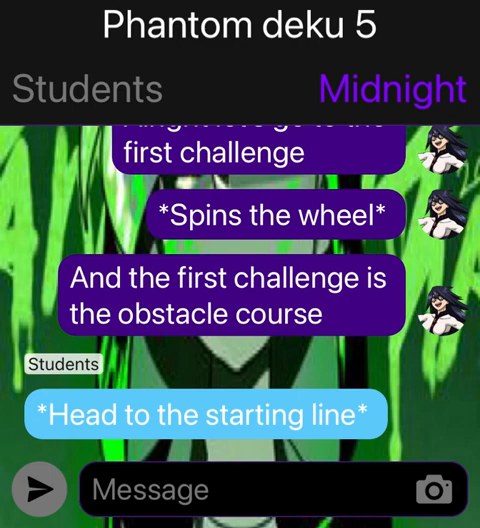 Phantom deku 5
Students Midnight
first challenge
*Spins the wheel*
And the first challenge is
the obstacle course
Students
*Head to the starting line*
Message